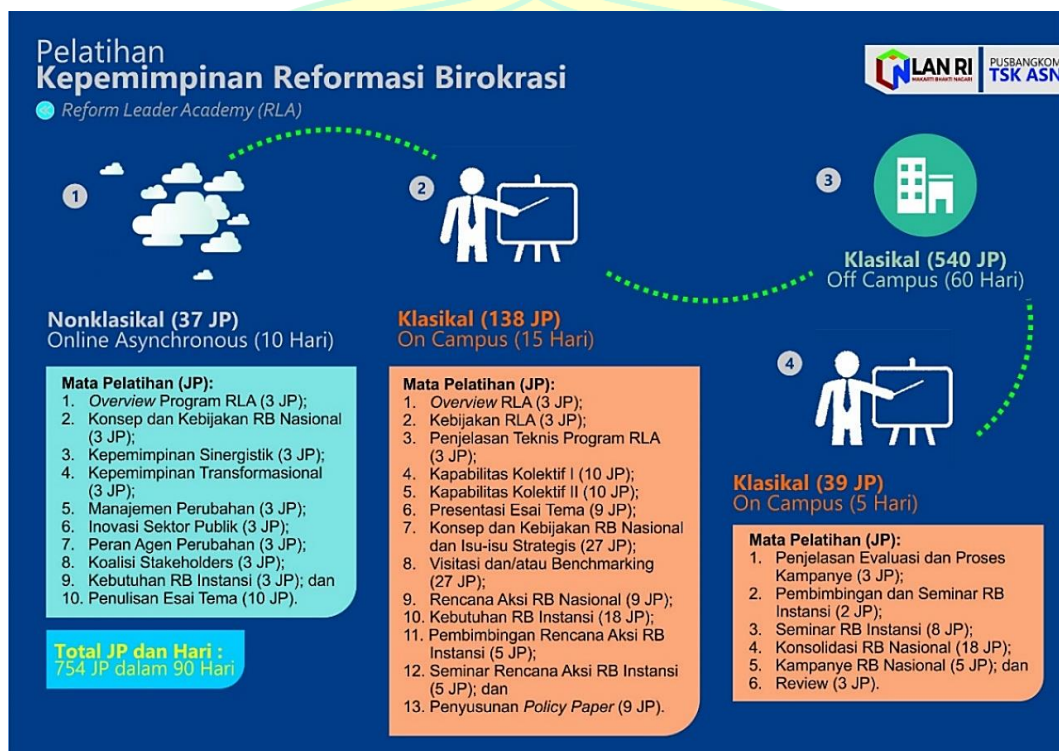 Pelatihan
Kepemimpinan Reformasi Birokrasi
Reform Leader Academy (RLA)
LAN RI
MAKARTI BHAKTI NAGARI
PUSBANGKOM
TSK ASN
1
Nonklasikal (37 JP)
Online Asynchronous (10 Hari)
Mata Pelatihan (JP):
1. Overview Program RLA (3 JP);
2. Konsep dan Kebijakan RB Nasional
(3 JP);
3. Kepemimpinan Sinergistik (3 JP);
4. Kepemimpinan Transformasional
(3 JP);
5. Manajemen Perubahan (3 JP);
6. Inovasi Sektor Publik (3 JP);
7. Peran Agen Perubahan (3 JP);
8. Koalisi Stakeholders (3 JP);
9. Kebutuhan RB Instansi (3 JP); dan
10. Penulisan Esai Tema (10 JP).
Total JP dan Hari :
754 JP dalam 90 Hari
2
Klasikal (138 JP)
On Campus (15 Hari)
Mata Pelatihan (JP):
1. Overview RLA (3 JP);
2. Kebijakan RLA (3 JP);
3. Penjelasan Teknis Program RLA
(3 JP);
4. Kapabilitas Kolektif I (10 JP);
5. Kapabilitas Kolektif II (10 JP);
6. Presentasi Esai Tema (9 JP);
7. Konsep dan Kebijakan RB Nasional
dan Isu-isu Strategis (27 JP);
8. Visitasi dan/atau Benchmarking
(27 JP);
9. Rencana Aksi RB Nasional (9 JP);
10. Kebutuhan RB Instansi (18 JP);
11. Pembimbingan Rencana Aksi RB
Instansi (5 JP);
12. Seminar Rencana Aksi RB Instansi
(5 JP); dan
13. Penyusunan Policy Paper (9 JP).
3
Klasikal (540 JP)
Off Campus (60 Hari)
4
Klasikal (39 JP)
On Campus (5 Hari)
Mata Pelatihan (JP):
1. Penjelasan Evaluasi dan Proses
Kampanye (3 JP);
2. Pembimbingan dan Seminar RB
Instansi (2 JP);
3. Seminar RB Instansi (8 JP);
4. Konsolidasi RB Nasional (18 JP);
5. Kampanye RB Nasional (5 JP); dan
6. Review (3 JP).